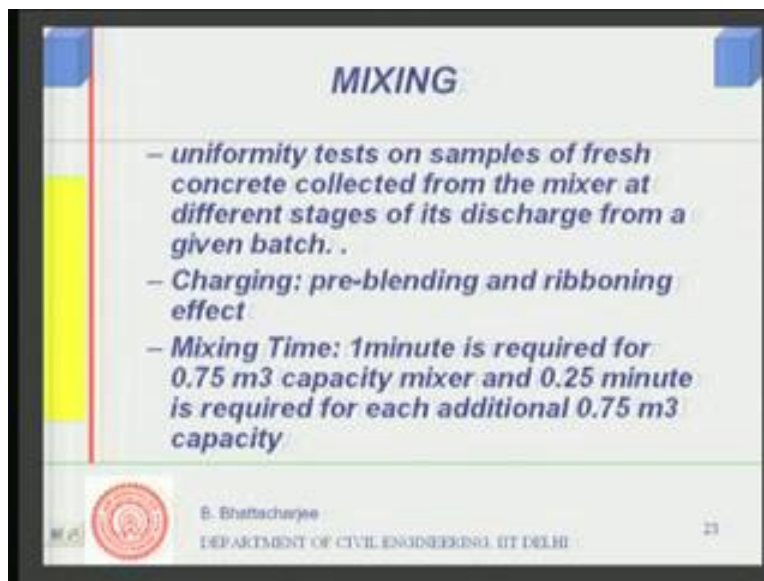 MIXING
– uniformity tests on samples of fresh
concrete collected from the mixer at
different stages of its discharge from a
given batch. .
– Charging: pre-blending and ribboning
effect
– Mixing Time: 1minute is required for
0.75 m3 capacity mixer and 0.25 minute
is required for each additional 0.75 m3
capacity
B. Bhattacharjee
DEPARTMENT OF CIVIL ENGINEERING, IIT DELHI